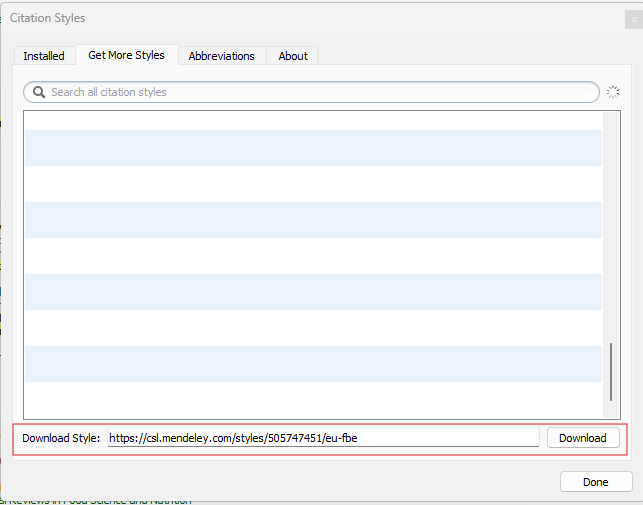 Citation Styles
Installed
Get More Styles
Abbreviations
About
Search all citation styles
Download Style:
https://csl.mendeley.com/styles/505747451/eu-fbe
Download
Done
al Reviews in Food Science and Nutrition